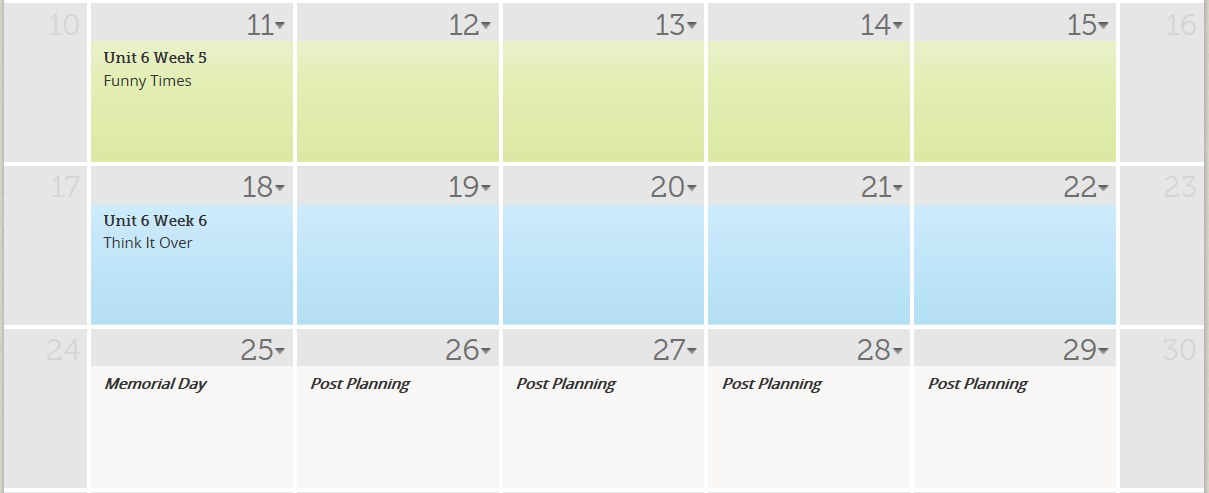 10 11 12 13 14 15 16
Unit 6 Week 5
Funny Times
17 18 19 20 21 22 23
Unit 6 Week 6
Think It Over
24 25 26 27 28 29 30
Memorial Day Post Planning Post Planning Post Planning Post Planning